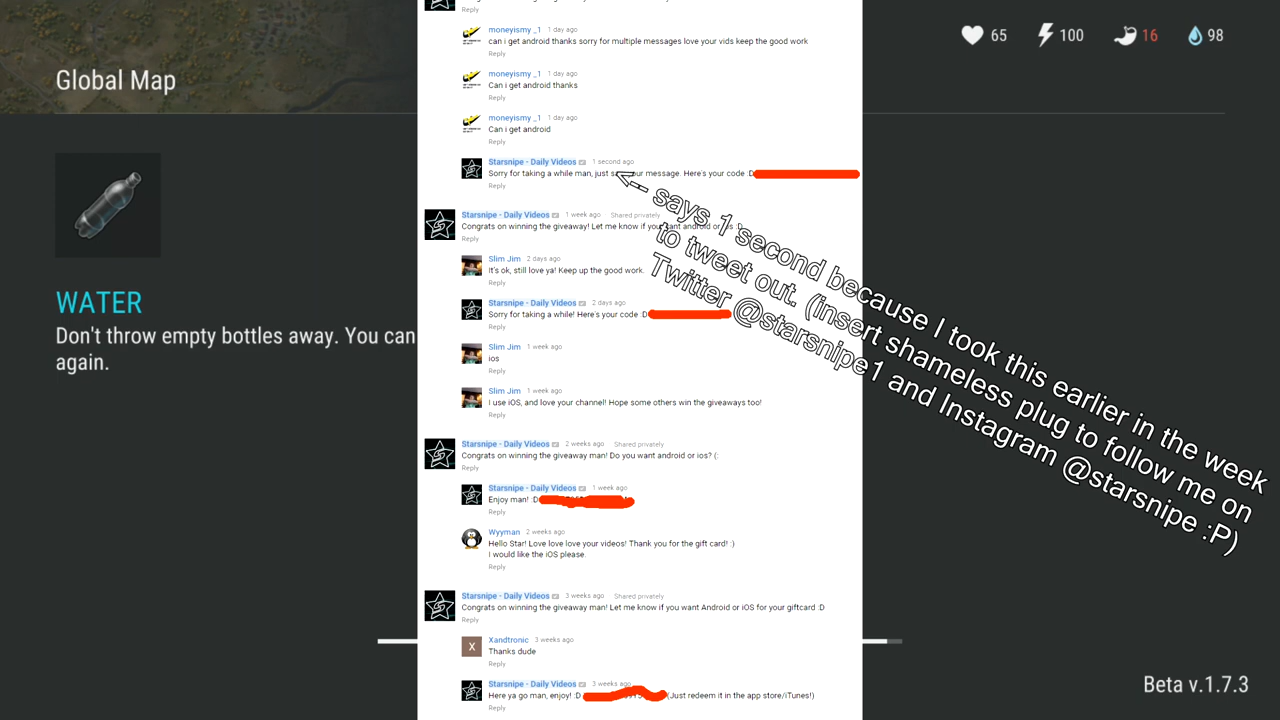 Global Map
65
100
16
98
WATER
Don't throw empty bottles away. You can
again.
Beta v.1.7.3
Reply
moneyismy _1 1 day ago
can i get android thanks sorry for multiple messages love your vids keep the good work
Reply
moneyismy _1 1 day ago
Can i get android thanks
Reply
moneyismy _1 1 day ago
Can i get android
Reply
Starsnipe - Daily Videos 1 second ago
Sorry for taking a while man, just your message. Here's your code :D
Reply
Starsnipe - Daily Videos 1 week ago Shared privately
Congrats on winning the giveaway! Let me know if you want android or ios :D
Reply
Slim Jim 2 days ago
It's ok, still love ya! Keep up the good work.
Reply
Starsnipe - Daily Videos 2 days ago
Sorry for taking a while! Here's your code :D
Reply
Slim Jim 1 week ago
ios
Reply
Slim Jim 1 week ago
I use iOS, and love your channel! Hope some others win the giveaways too!
Reply
Starsnipe - Daily Videos 2 weeks ago Shared privately
Congrats on winning the giveaway man! Do you want android or ios? (:
Reply
Starsnipe - Daily Videos 1 week ago
Enjoy man! :D
Reply
Wyyman 2 weeks ago
Hello Star! Love love love your videos! Thank you for the gift card! :)
I would like the iOS please.
Reply
Starsnipe - Daily Videos 3 weeks ago Shared privately
Congrats on winning the giveaway man! Let me know if you want Android or iOS for your giftcard :D
Reply
X
Xandtronic 3 weeks ago
Thanks dude
Reply
Starsnipe - Daily Videos 3 weeks ago
Here ya go man, enjoy! :D (Just redeem it in the app store/iTunes!)
Reply
<-- says 1 second because I took this earlier in the week
to tweet out. (insert shameless plug to follow me on
Twitter @starsnipe1 and Instagram @starsnipe :P)